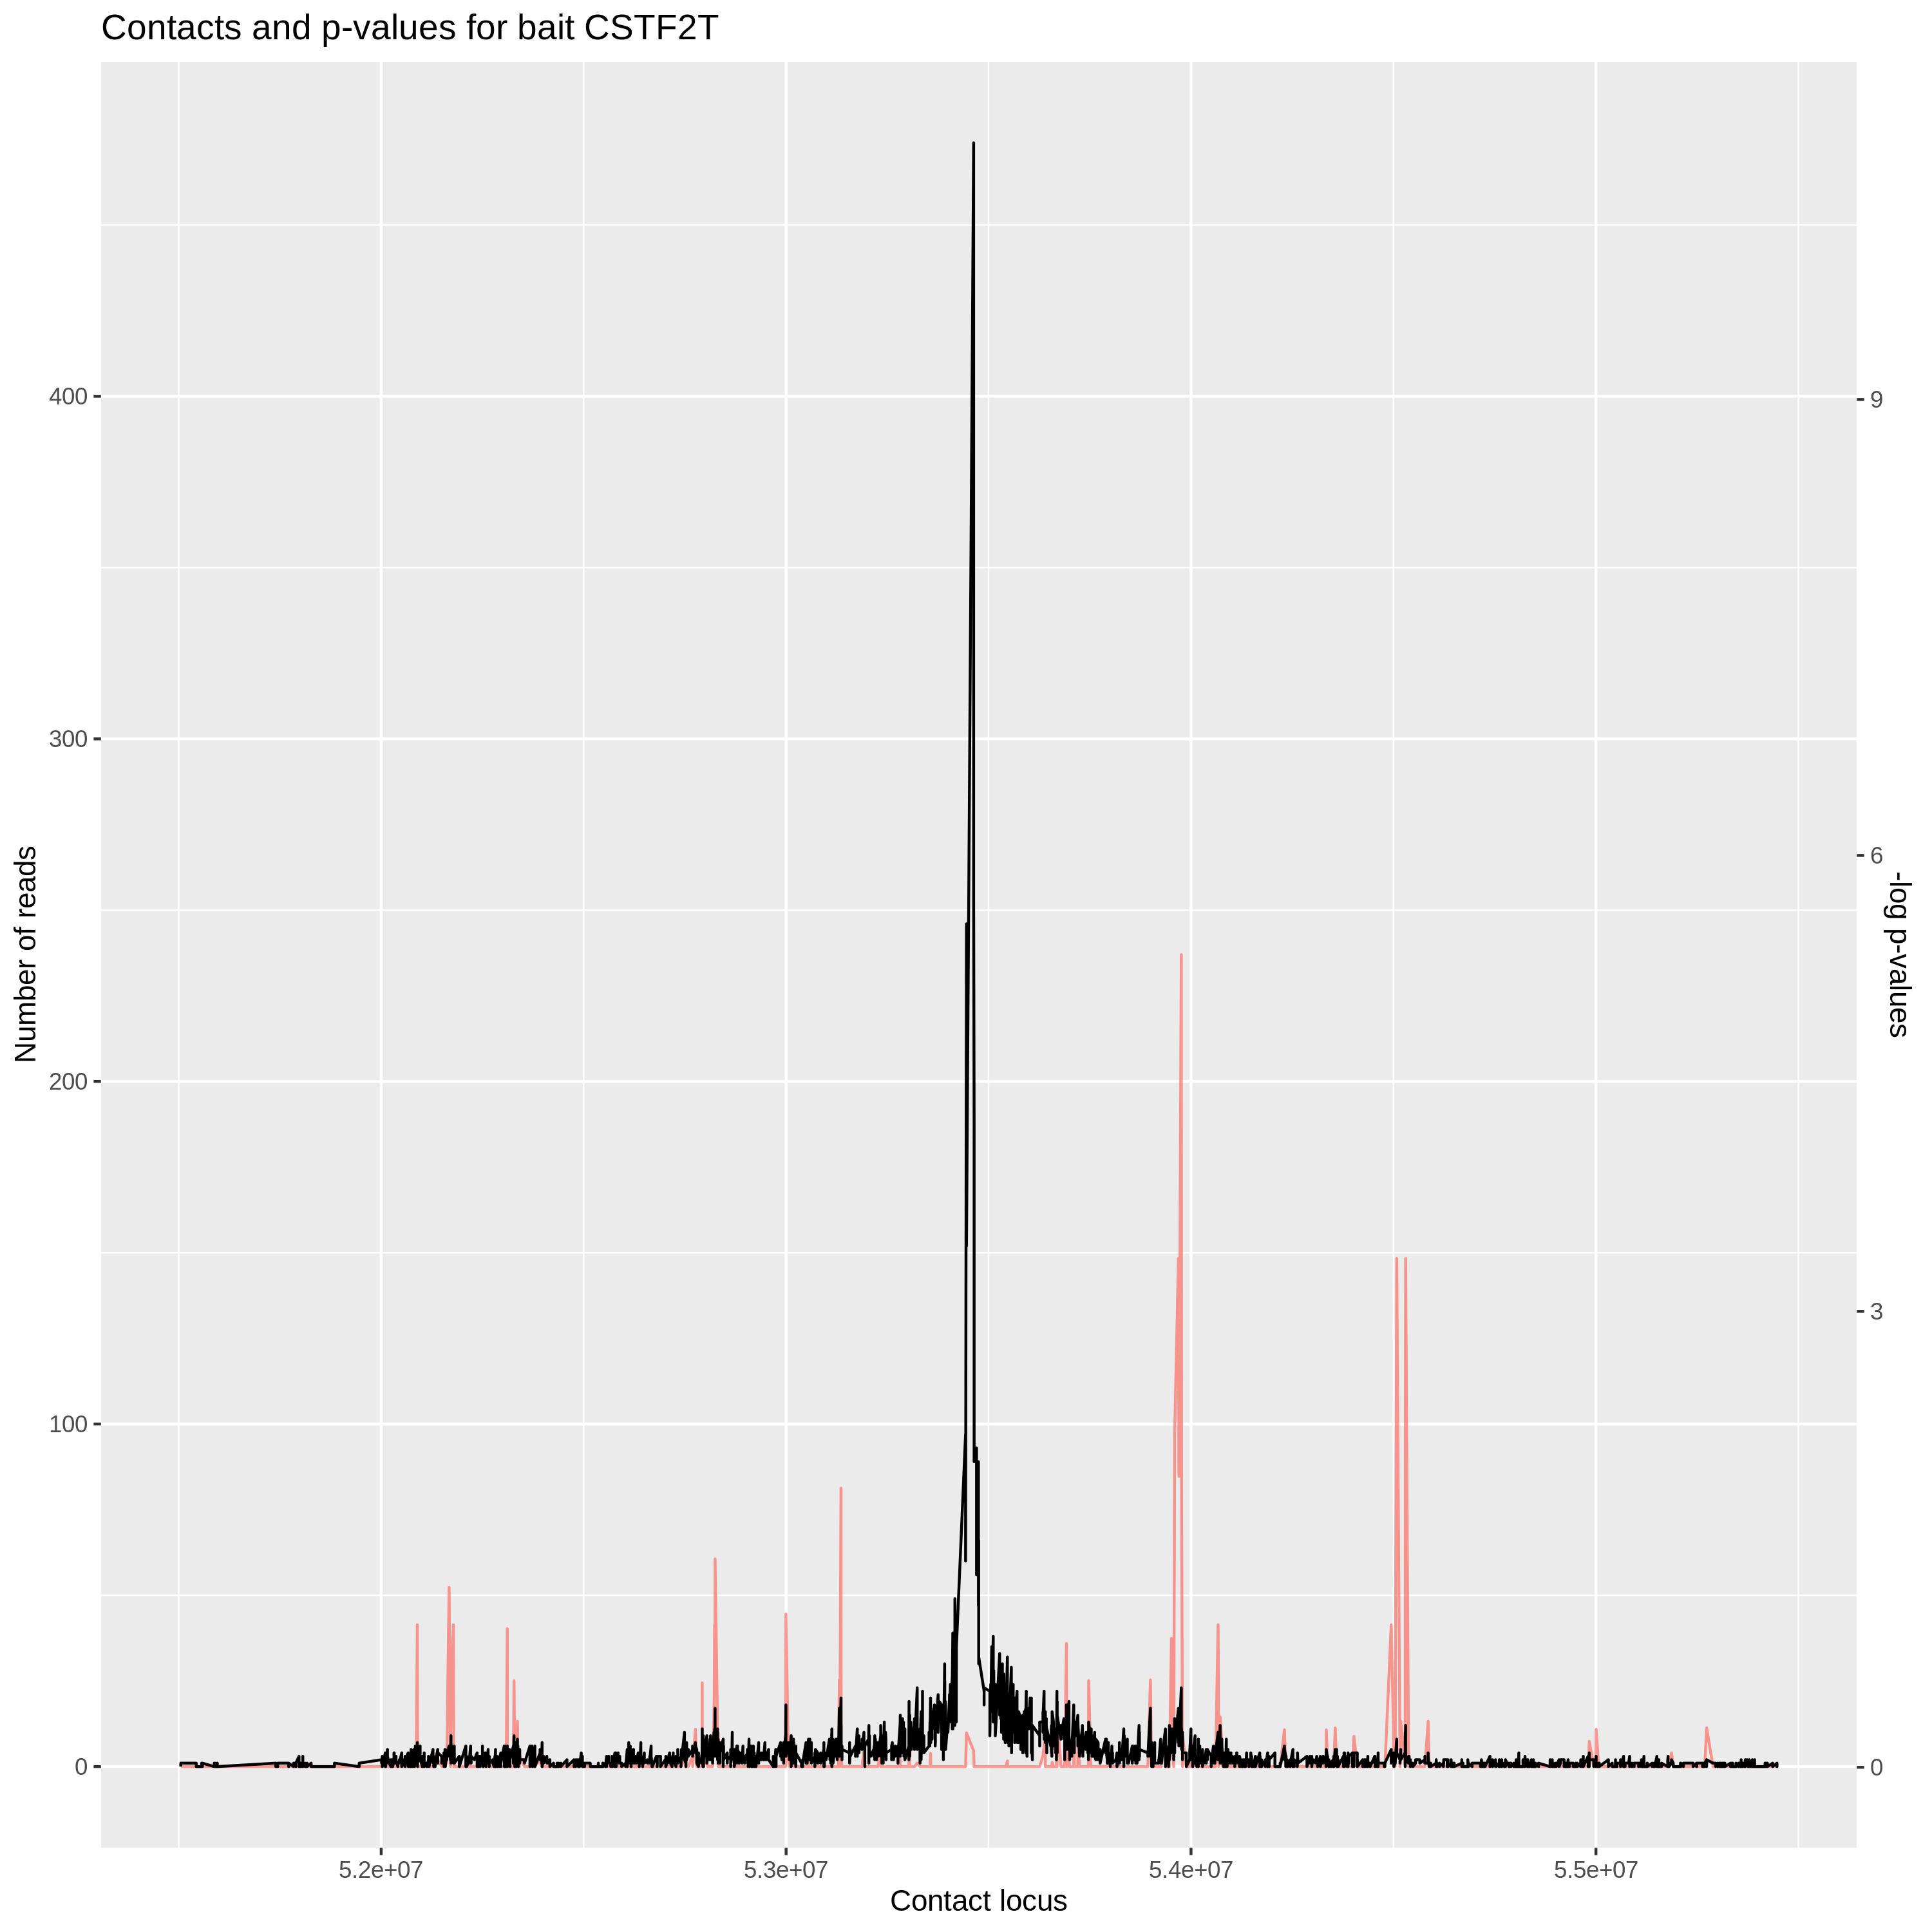 Contacts and p-values for bait CSTF2T
Number of reads
400
300
200
100
0
9
6
3
0
-log p-values
5.2e+07 5.3e+07 5.4e+07 5.5e+07
Contact locus